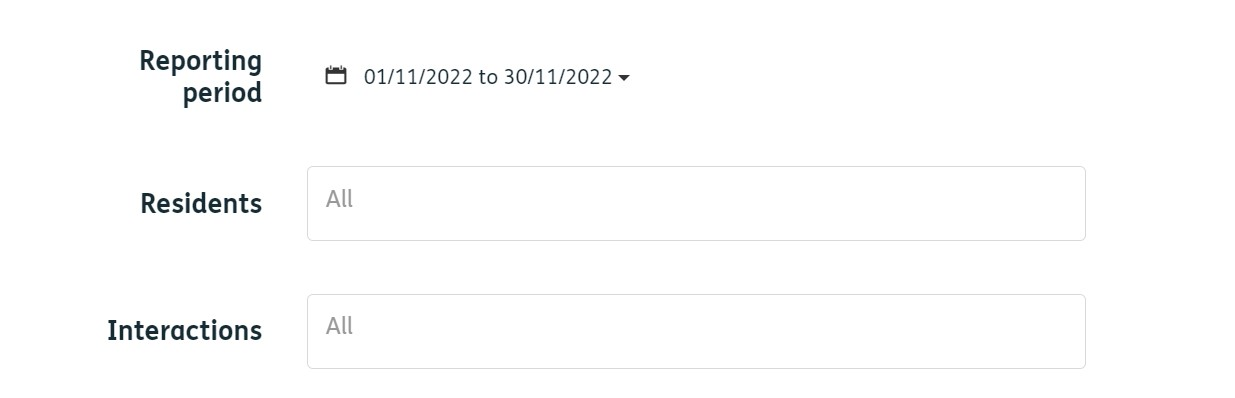 Reporting
period
01/11/2022 to 30/11/2022
Residents
All
Interactions
All